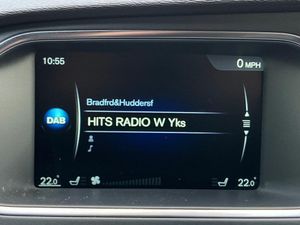 10:55
0 MPH
Bradfrd&Huddersf
DAB
HITS RADIO W Yks
22.0°
22.0°